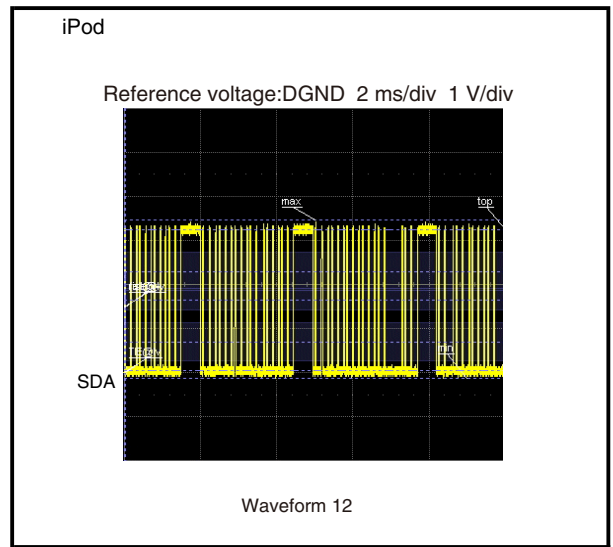 iPod
Reference voltage:DGND 2 ms/div 1 V/div
max
top
min
SDA
Waveform 12